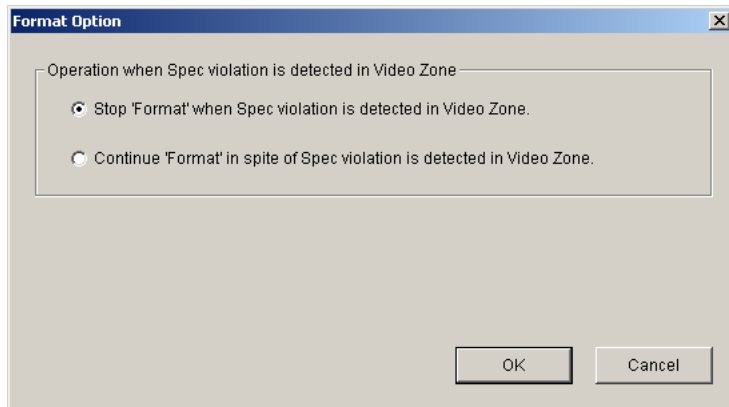 Format Option
Operation when Spec violation is detected in Video Zone
Stop 'Format' when Spec violation is detected in Video Zone.
Continue 'Format' in spite of Spec violation is detected in Video Zone.
OK Cancel